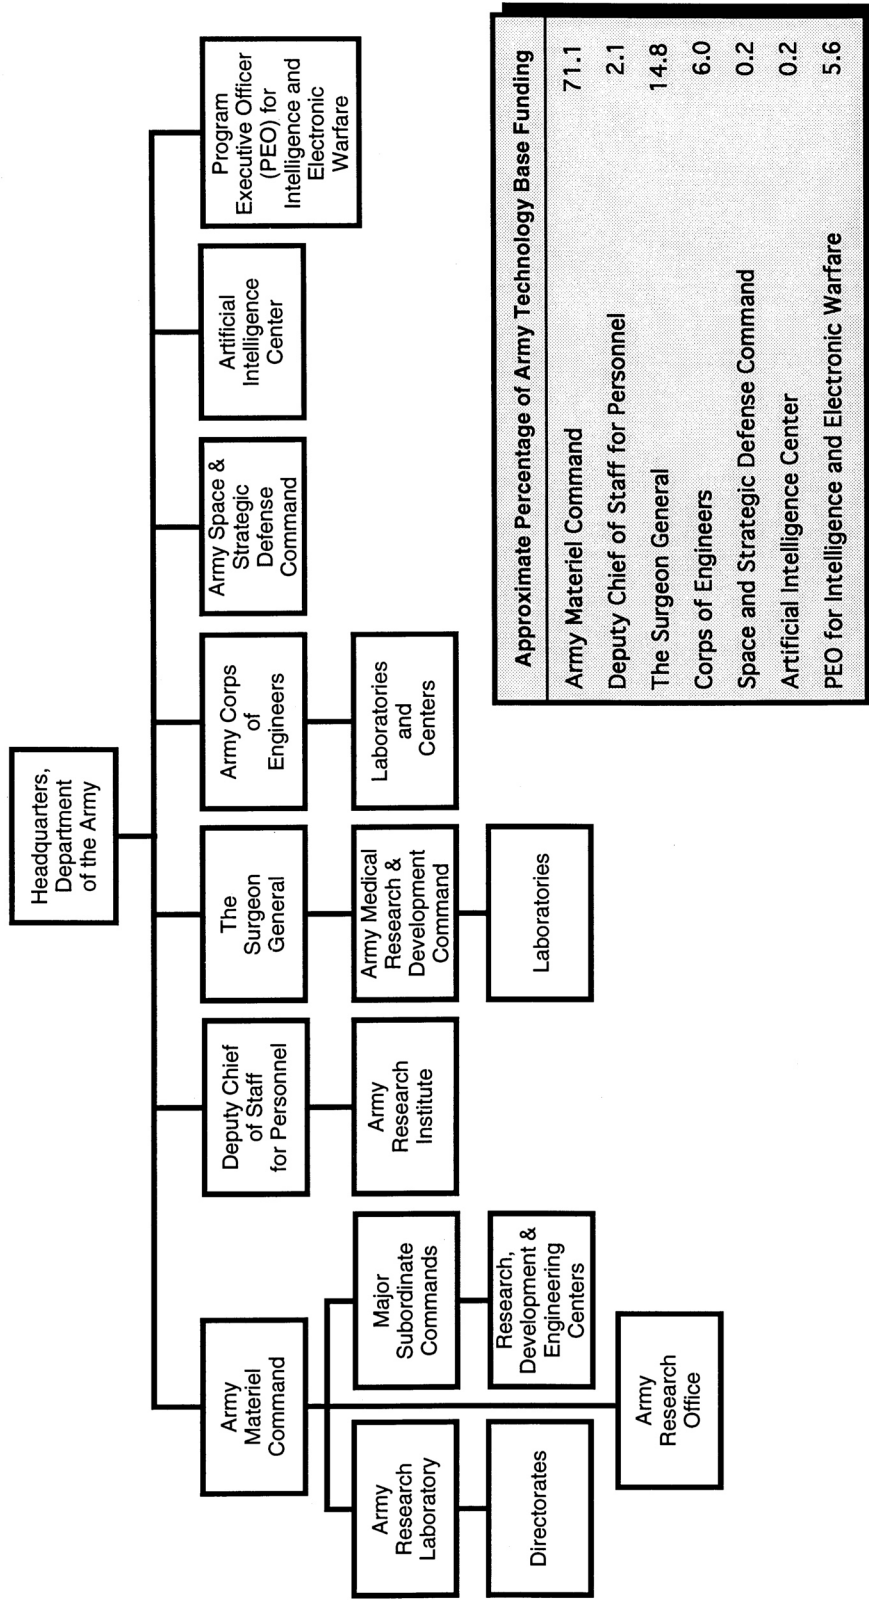 Headquarters,
Department
of the Army
Army
Materiel
Command
Deputy Chief
of Staff
for Personnel
The
Surgeon
General
Army Corps
of
Engineers
Army Space &
Strategic
Defense
Command
Artificial
Intelligence
Center
Program
Executive Officer
(PEO) for
Intelligence and
Electronic
Warfare
Army
Research
Laboratory
Major
Subordinate
Commands
Army
Research
Institute
Army Medical
Research &
Development
Command
Laboratories
and
Centers
Directorates
Research,
Development &
Engineering
Centers
Laboratories
Army
Research
Office
Approximate Percentage of Army Technology Base Funding
Army Materiel Command 71.1
Deputy Chief of Staff for Personnel 2.1
The Surgeon General 14.8
Corps of Engineers 6.0
Space and Strategic Defense Command 0.2
Artificial Intelligence Center 0.2
PEO for Intelligence and Electronic Warfare 5.6